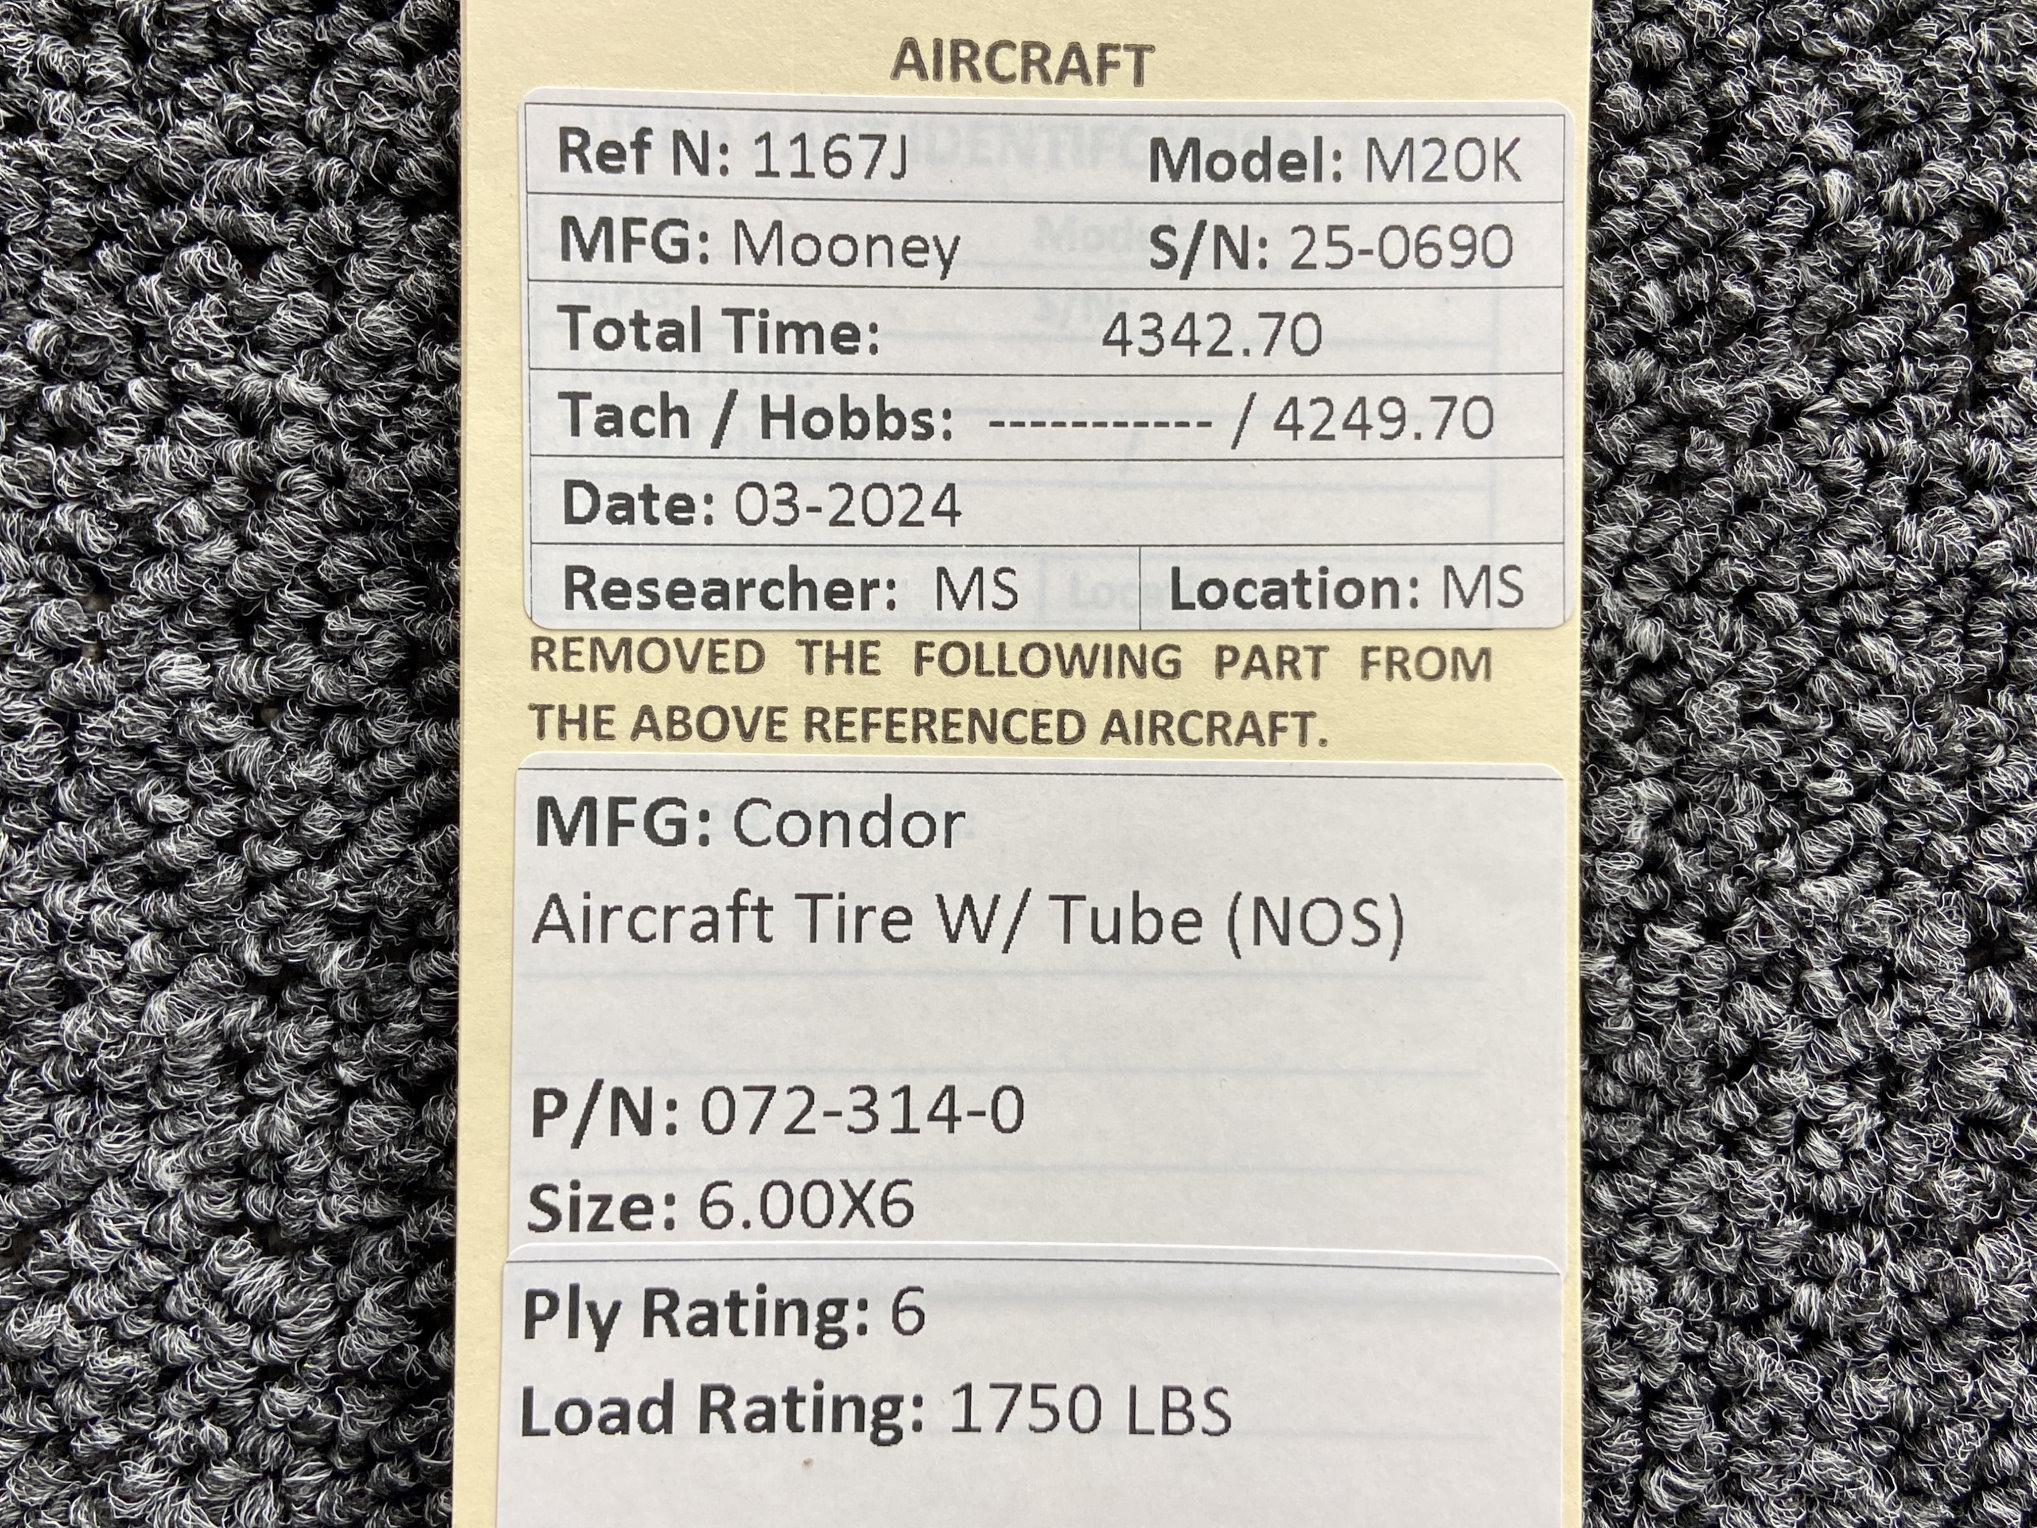 AIRCRAFT
Ref N: 1167J Model: M20K
MFG: Mooney S/N: 25-0690
Total Time: 4342.70
Tach / Hobbs: ----------- / 4249.70
Date: 03-2024
Researcher: MS Location: MS
REMOVED THE FOLLOWING PART FROM
THE ABOVE REFERENCED AIRCRAFT.
MFG: Condor
Aircraft Tire W/ Tube (NOS)
P/N: 072-314-0
Size: 6.00X6
Ply Rating: 6
Load Rating: 1750 LBS